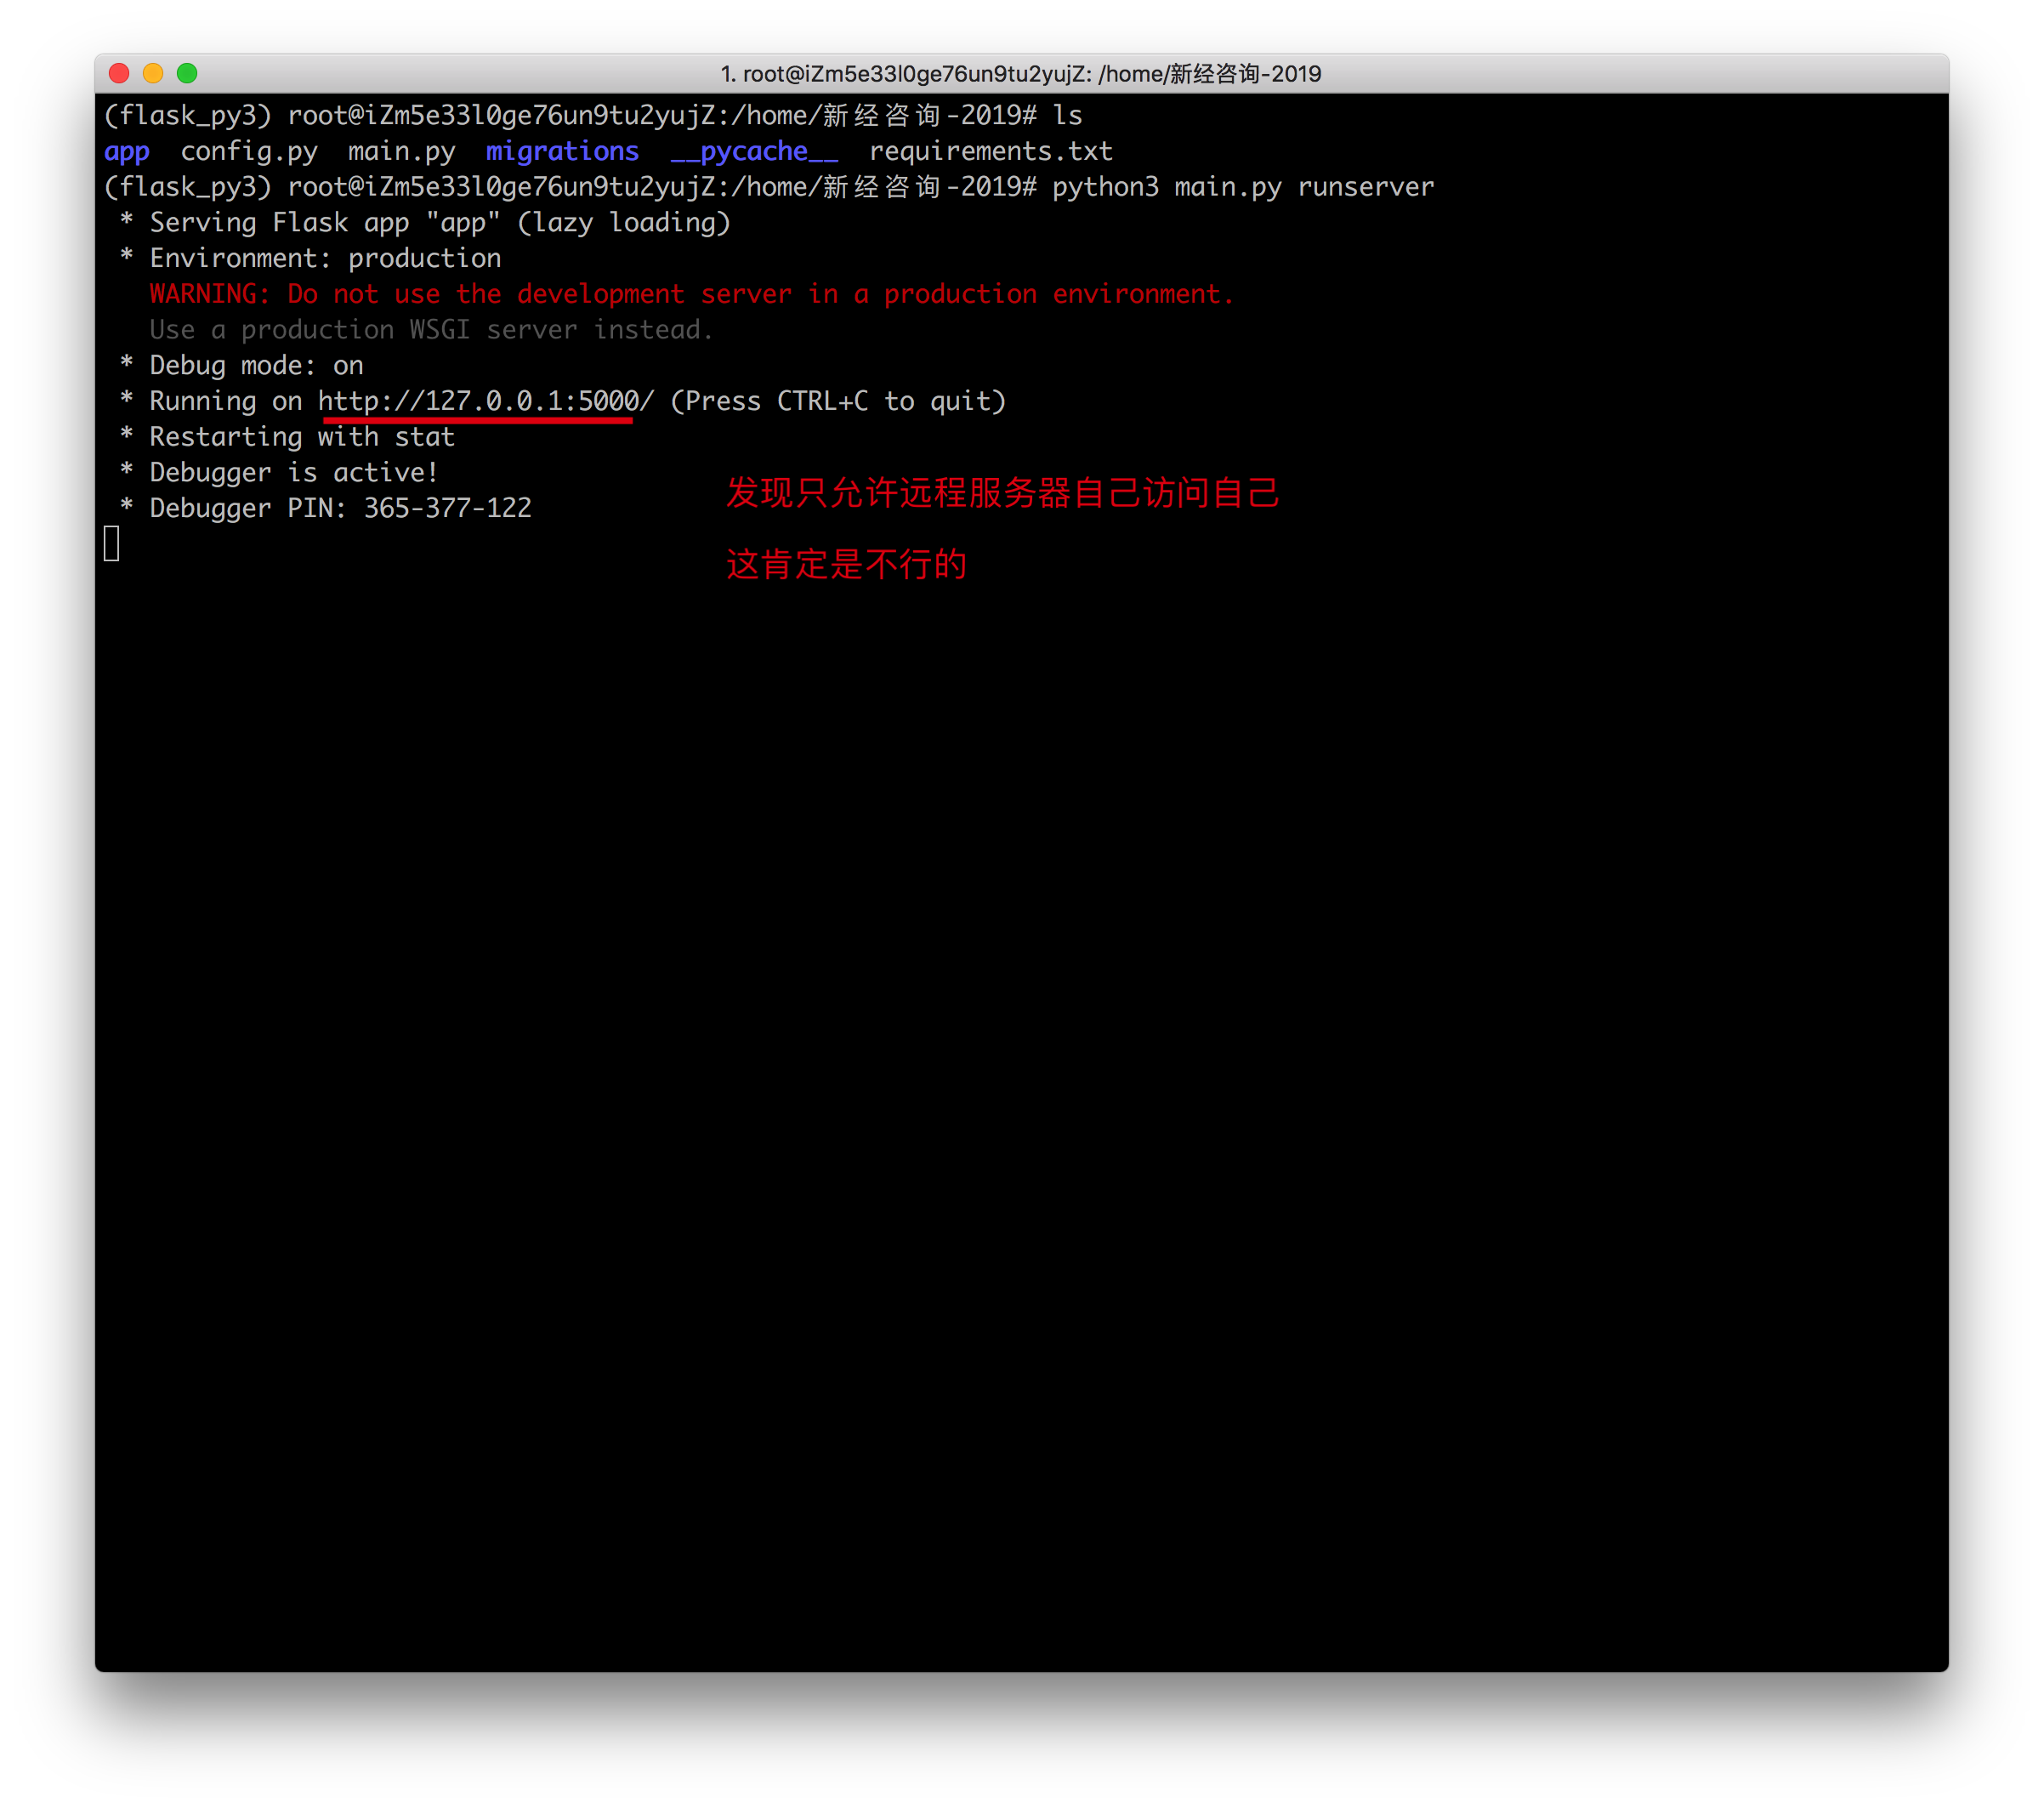 1. root@iZm5e33l0ge76un9tu2yujZ: /home/新经咨询-2019
(flask_py3) root@iZm5e33l0ge76un9tu2yujZ:/home/新经咨询-2019# ls
app  config.py  main.py  migrations  __pycache__  requirements.txt
(flask_py3) root@iZm5e33l0ge76un9tu2yujZ:/home/新经咨询-2019# python3 main.py runserver
 * Serving Flask app "app" (lazy loading)
 * Environment: production
   WARNING: Do not use the development server in a production environment.
   Use a production WSGI server instead.
 * Debug mode: on
 * Running on http://127.0.0.1:5000/ (Press CTRL+C to quit)
 * Restarting with stat
 * Debugger is active!
 * Debugger PIN: 365-377-122
发现只允许远程服务器自己访问自己
这肯定是不行的